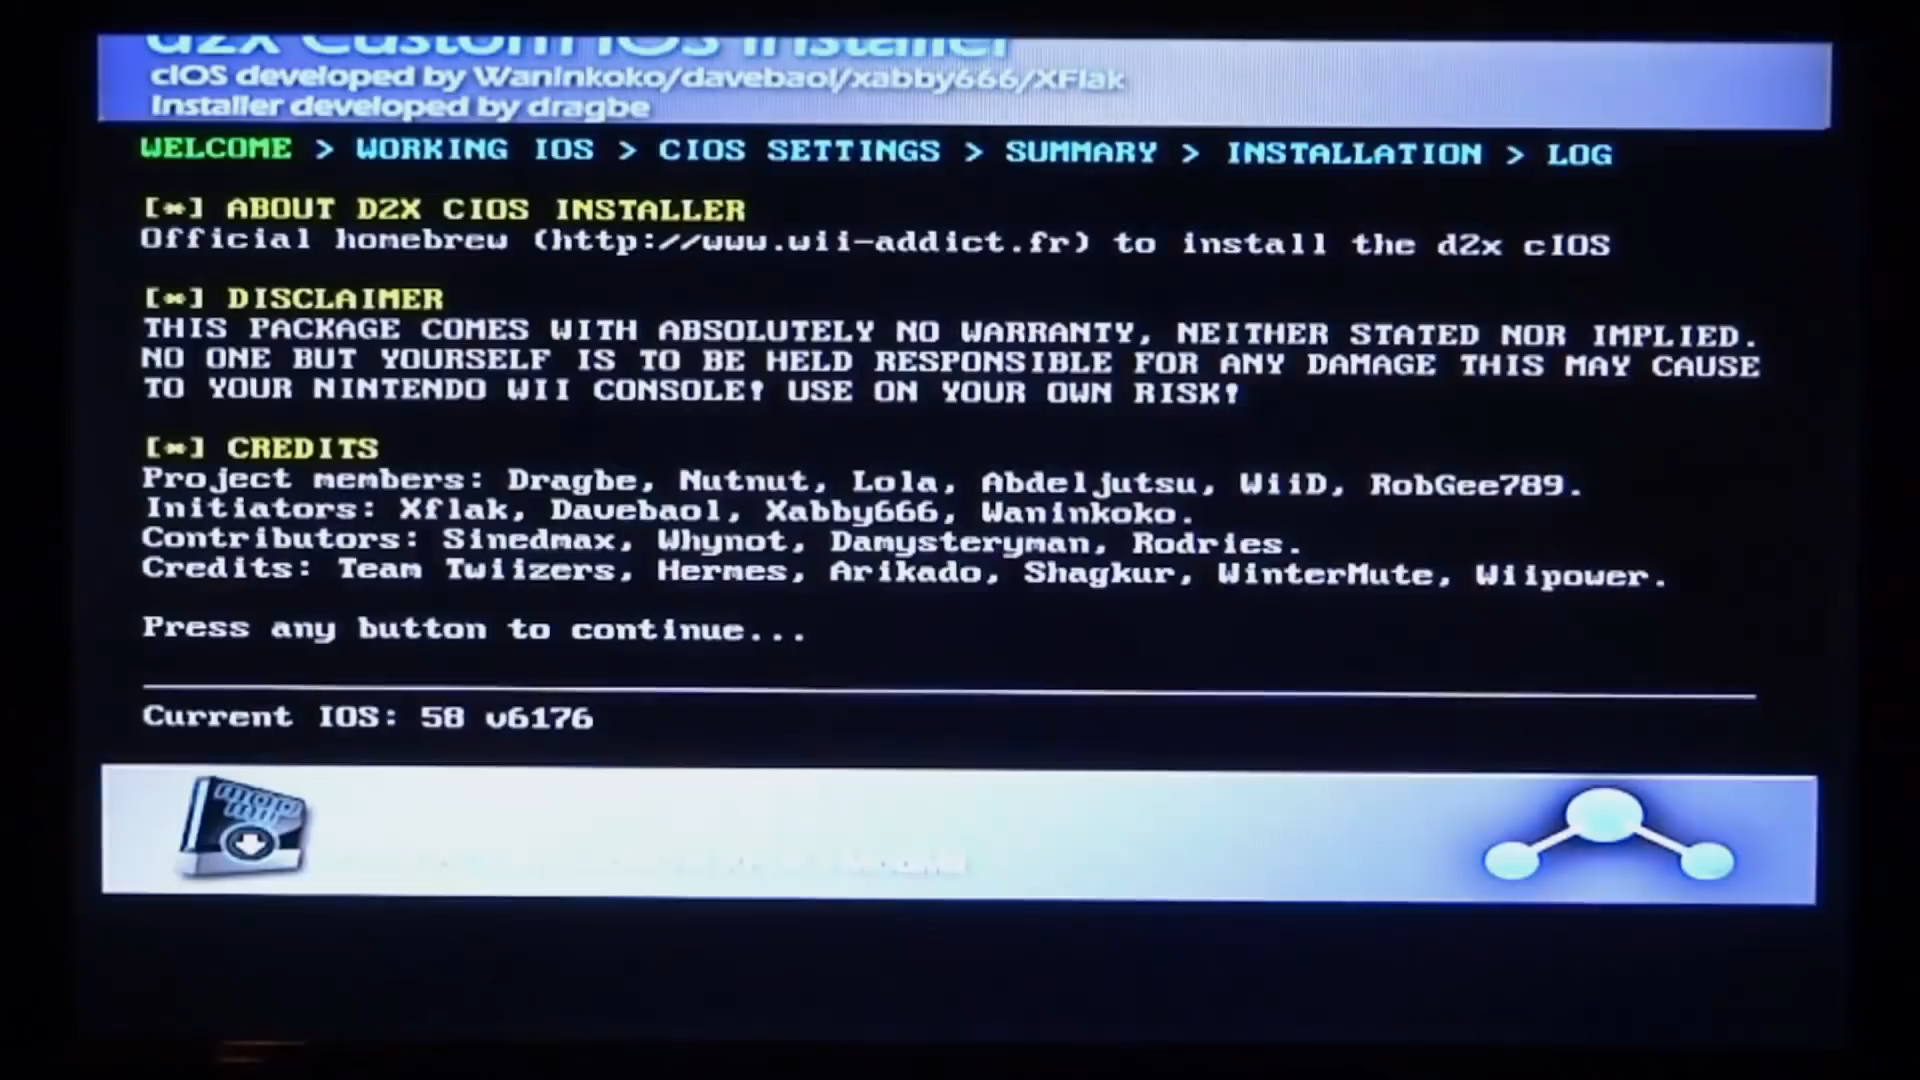 d2x Custom IOS Installer
cIOS developed by Waninkoko/davebaol/xabby666/XFlak
Installer developed by dragbe
WELCOME > WORKING IOS > CIOS SETTINGS > SUMMARY > INSTALLATION > LOG
[*] ABOUT D2X CIOS INSTALLER
Official homebrew (http://www.wii-addict.fr) to install the d2x cIOS
[*] DISCLAIMER
THIS PACKAGE COMES WITH ABSOLUTELY NO WARRANTY, NEITHER STATED NOR IMPLIED.
NO ONE BUT YOURSELF IS TO BE HELD RESPONSIBLE FOR ANY DAMAGE THIS MAY CAUSE
TO YOUR NINTENDO WII CONSOLE! USE ON YOUR OWN RISK!
[*] CREDITS
Project members: Dragbe, Nutnut, Lola, Abdeljutsu, WiiD, RobGee789.
Initiators: Xflak, Davebaol, Xabby666, Waninkoko.
Contributors: Sinedmax, Whynot, Damysteryman, Rodries.
Credits: Team Twiizers, Hermes, Arikado, Shagkur, WinterMute, Wiipower.
Press any button to continue...
Current IOS: 58 v6176